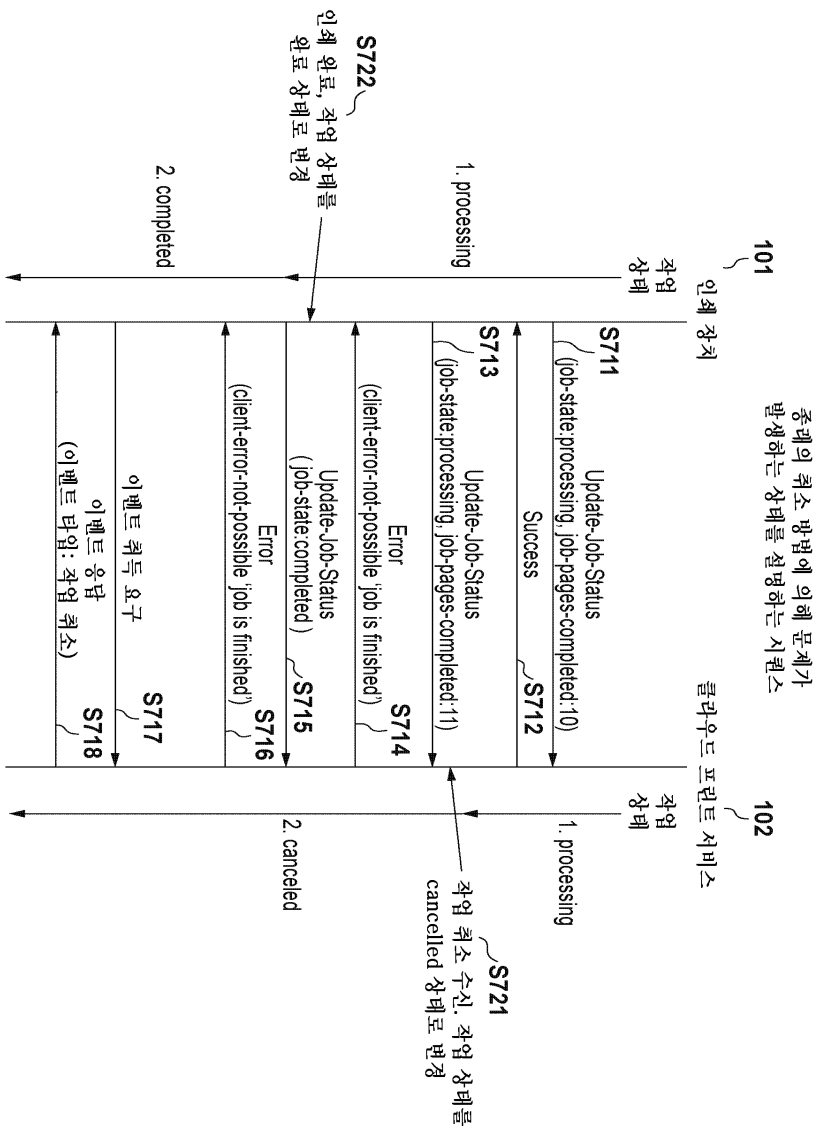 종래의 취소 방법에 의해 문제가
발생하는 상태를 설명하는 시퀀스
101
인쇄 장치
102
클라우드 프린트 서비스
작업
상태
작업
상태
1. processing
1. processing
Update-Job-Status
S711
(job-state:processing, job-pages-completed:10)
Success
S712
S721
작업 취소 수신. 작업 상태를
cancelled 상태로 변경
Update-Job-Status
S713
(job-state:processing, job-pages-completed:11)
Error
(client-error-not-possible ‘job is finished’)
S714
S722
인쇄 완료, 작업 상태를
완료 상태로 변경
Update-Job-Status
(job-state:completed )
S715
2. completed
2. canceled
Error
(client-error-not-possible ‘job is finished’)
S716
이벤트 취득 요구
S717
이벤트 응답
(이벤트 타입: 작업 취소)
S718